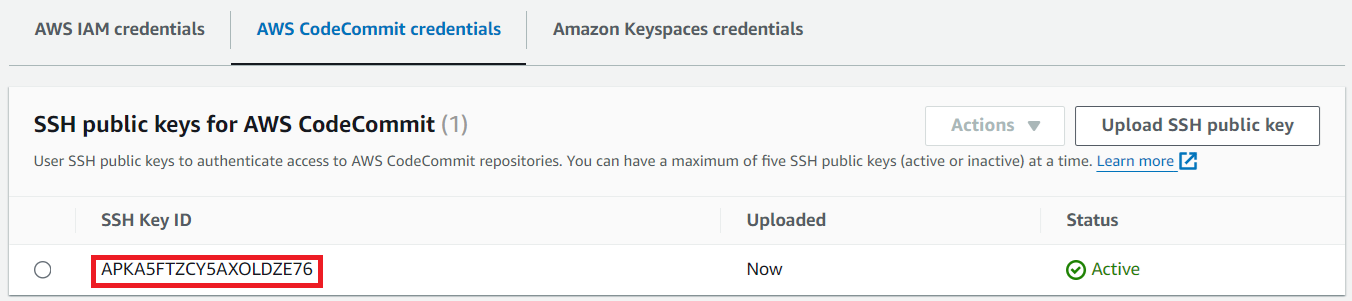 AWS IAM credentials AWS CodeCommit credentials Amazon Keyspaces credentials
SSH public keys for AWS CodeCommit (1) Actions Upload SSH public key
User SSH public keys to authenticate access to AWS CodeCommit repositories. You can have a maximum of five SSH public keys (active or inactive) at a time. Learn more
SSH Key ID Uploaded Status
APKA5FTZCY5AXOLDZE76 Now Active